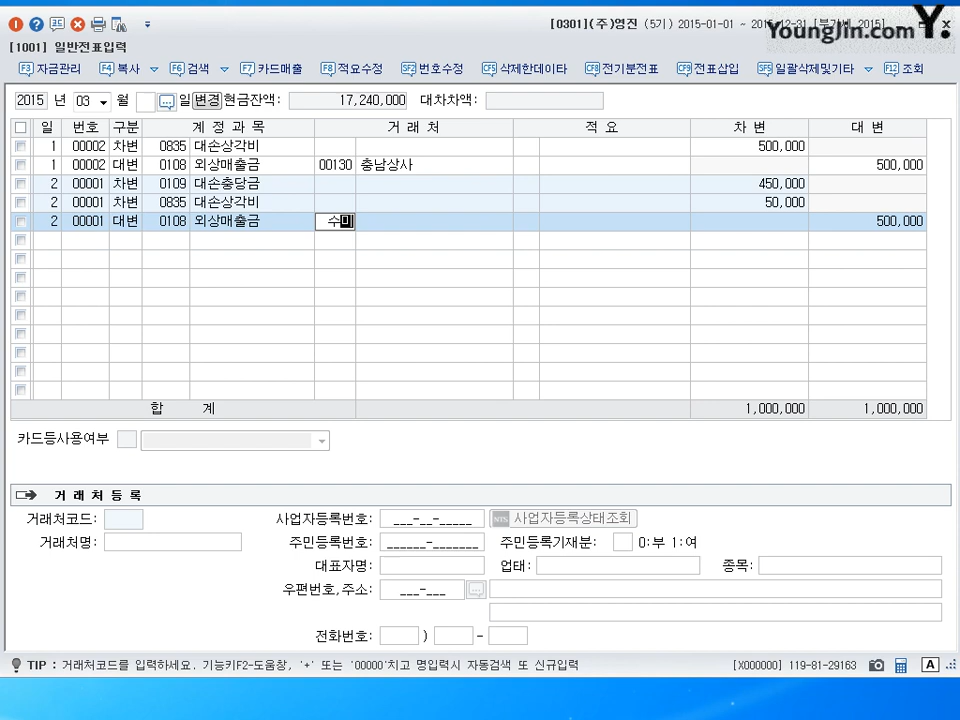 [0301](주)영진 (5기) 2015-01-01 ~ 2015-12-31 [부가세 2015]
YoungJin.com Y.
[1001] 일반전표입력
F3 자금관리 F4 복사 F6 검색 F7 카드매출 F8 적요수정 SF2 번호수정 CF5 삭제한데이타 CF8 전기분전표 CF9 전표삽입 SF5 일괄삭제및기타 F12 조회
2015 년 03 월 일 변경 현금잔액: 17,240,000 대차차액:
일 번호 구분 계 정 과 목 거 래 처 적 요 차 변 대 변
1 00002 차변 0835 대손상각비 500,000
1 00002 대변 0108 외상매출금 00130 충남상사 500,000
2 00001 차변 0109 대손충당금 450,000
2 00001 차변 0835 대손상각비 50,000
2 00001 대변 0108 외상매출금 수미 500,000
합 계 1,000,000 1,000,000
카드등사용여부
거 래 처 등 록
거래처코드: 사업자등록번호: ___-__-_____ NTS 사업자등록상태조회
거래처명: 주민등록번호: ______-_______ 주민등록기재분: 0:부 1:여
대표자명: 업태: 종목:
우편번호,주소: ___-___ ...
전화번호: ) -
TIP : 거래처코드를 입력하세요. 기능키F2-도움창, '+' 또는 '00000'치고 명입력시 자동검색 또 신규입력 [X000000] 119-81-29163 A